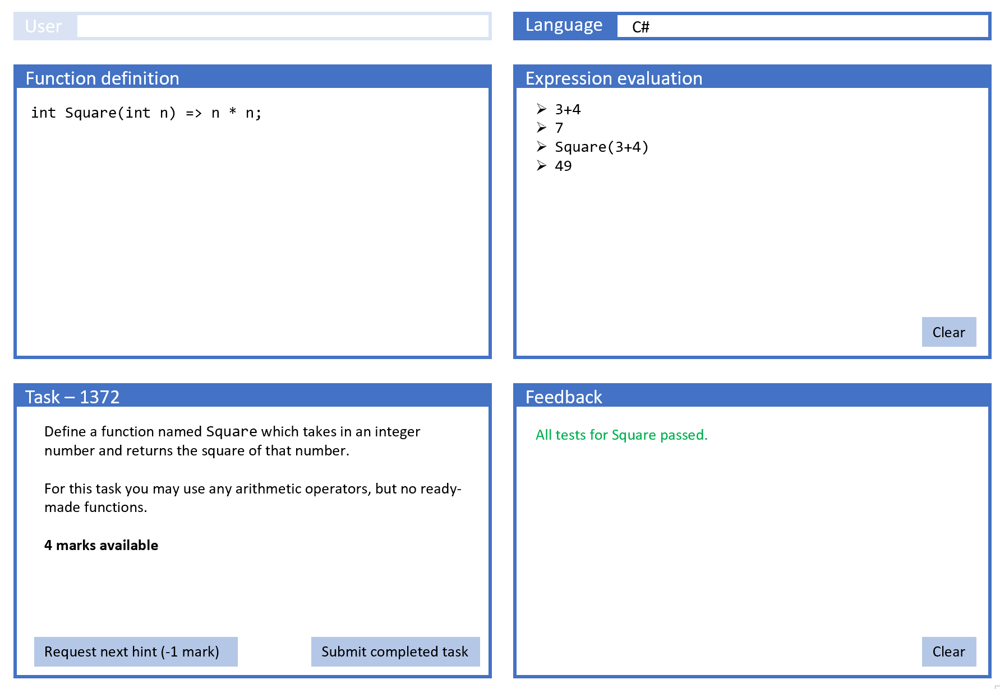 User
Language
C#
Function definition
int Square(int n) => n * n;
Expression evaluation
➢ 3+4
➢ 7
➢ Square(3+4)
➢ 49
Clear
Task – 1372
Define a function named Square which takes in an integer
number and returns the square of that number.
For this task you may use any arithmetic operators, but no ready-
made functions.
4 marks available
Request next hint (-1 mark)
Submit completed task
Feedback
All tests for Square passed.
Clear